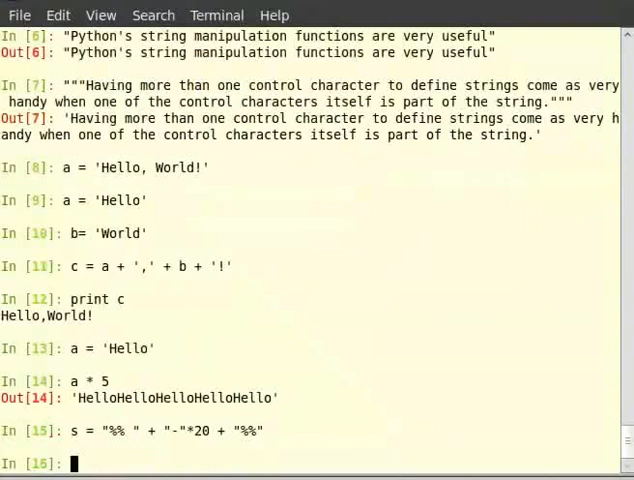 File Edit View Search Terminal Help
In [6]: "Python's string manipulation functions are very useful"
Out[6]: "Python's string manipulation functions are very useful"
In [7]: """Having more than one control character to define strings come as very
handy when one of the control characters itself is part of the string."""
Out[7]: 'Having more than one control character to define strings come as very h
andy when one of the control characters itself is part of the string.'
In [8]: a = 'Hello, World!'
In [9]: a = 'Hello'
In [10]: b= 'World'
In [11]: c = a + ',' + b + '!'
In [12]: print c
Hello,World!
In [13]: a = 'Hello'
In [14]: a * 5
Out[14]: 'HelloHelloHelloHelloHello'
In [15]: s = "%% " + "-"*20 + "%%"
In [16]: